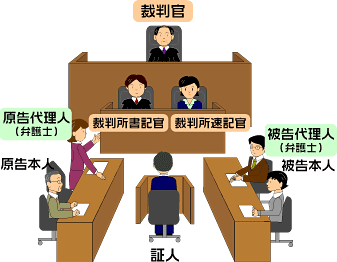 裁判官
裁判所書記官
裁判所速記官
原告代理人
(弁護士)
原告本人
被告代理人
(弁護士)
被告本人
証人